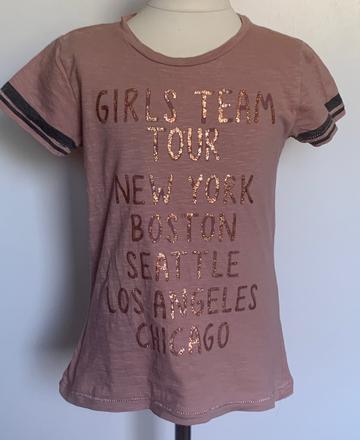 GIRLS TEAM
TOUR
NEW YORK
BOSTON
SEATTLE
LOS ANGELES
CHICAGO